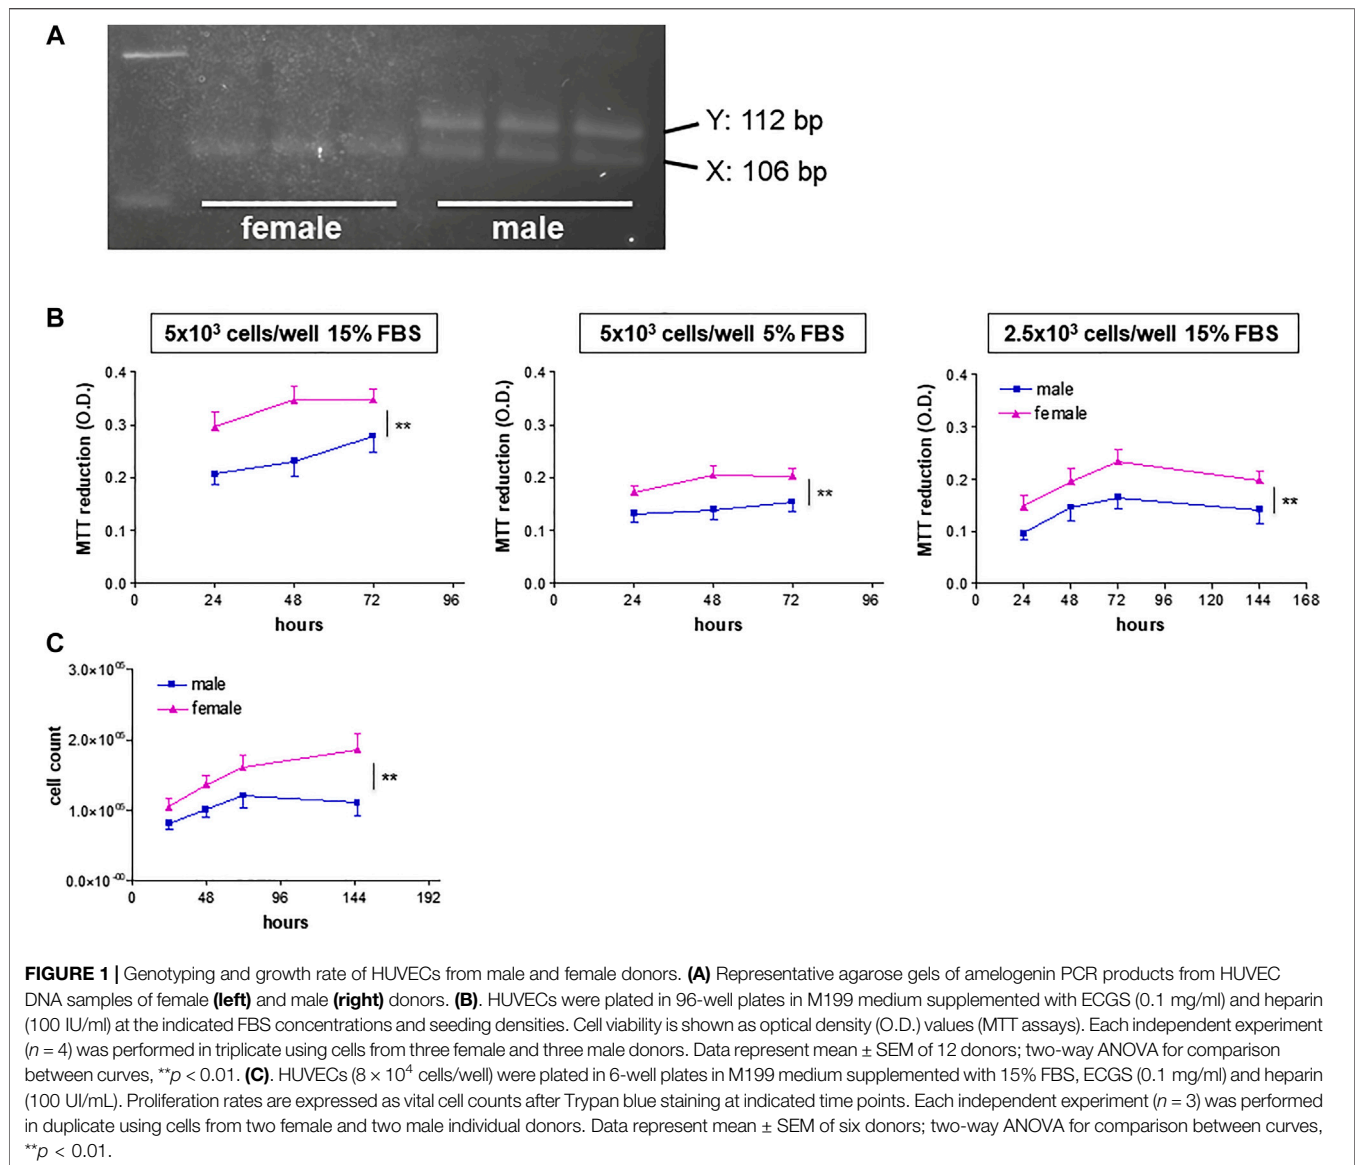 A
Y: 112 bp
X: 106 bp
female
male
B
5x10³ cells/well 15% FBS
5x10³ cells/well 5% FBS
2.5x10³ cells/well 15% FBS
MTT reduction (O.D.)
0.4
0.3
0.2
0.1
0.0
0
24
48
72
96
hours
**
MTT reduction (O.D.)
0.4
0.3
0.2
0.1
0.0
0
24
48
72
96
hours
**
MTT reduction (O.D.)
0.4
0.3
0.2
0.1
0.0
0
24
48
72
96
120
144
168
hours
male
female
**
C
cell count
3.0×10⁰⁵
2.0×10⁰⁵
1.0×10⁰⁵
0.0×10⁻⁰⁰
0
48
96
144
192
hours
male
female
**
FIGURE 1 | Genotyping and growth rate of HUVECs from male and female donors. (A) Representative agarose gels of amelogenin PCR products from HUVEC
DNA samples of female (left) and male (right) donors. (B). HUVECs were plated in 96-well plates in M199 medium supplemented with ECGS (0.1 mg/ml) and heparin
(100 IU/ml) at the indicated FBS concentrations and seeding densities. Cell viability is shown as optical density (O.D.) values (MTT assays). Each independent experiment
(n = 4) was performed in triplicate using cells from three female and three male donors. Data represent mean ± SEM of 12 donors; two-way ANOVA for comparison
between curves, **p < 0.01. (C). HUVECs (8 × 10⁴ cells/well) were plated in 6-well plates in M199 medium supplemented with 15% FBS, ECGS (0.1 mg/ml) and heparin
(100 UI/mL). Proliferation rates are expressed as vital cell counts after Trypan blue staining at indicated time points. Each independent experiment (n = 3) was performed
in duplicate using cells from two female and two male individual donors. Data represent mean ± SEM of six donors; two-way ANOVA for comparison between curves,
**p < 0.01.